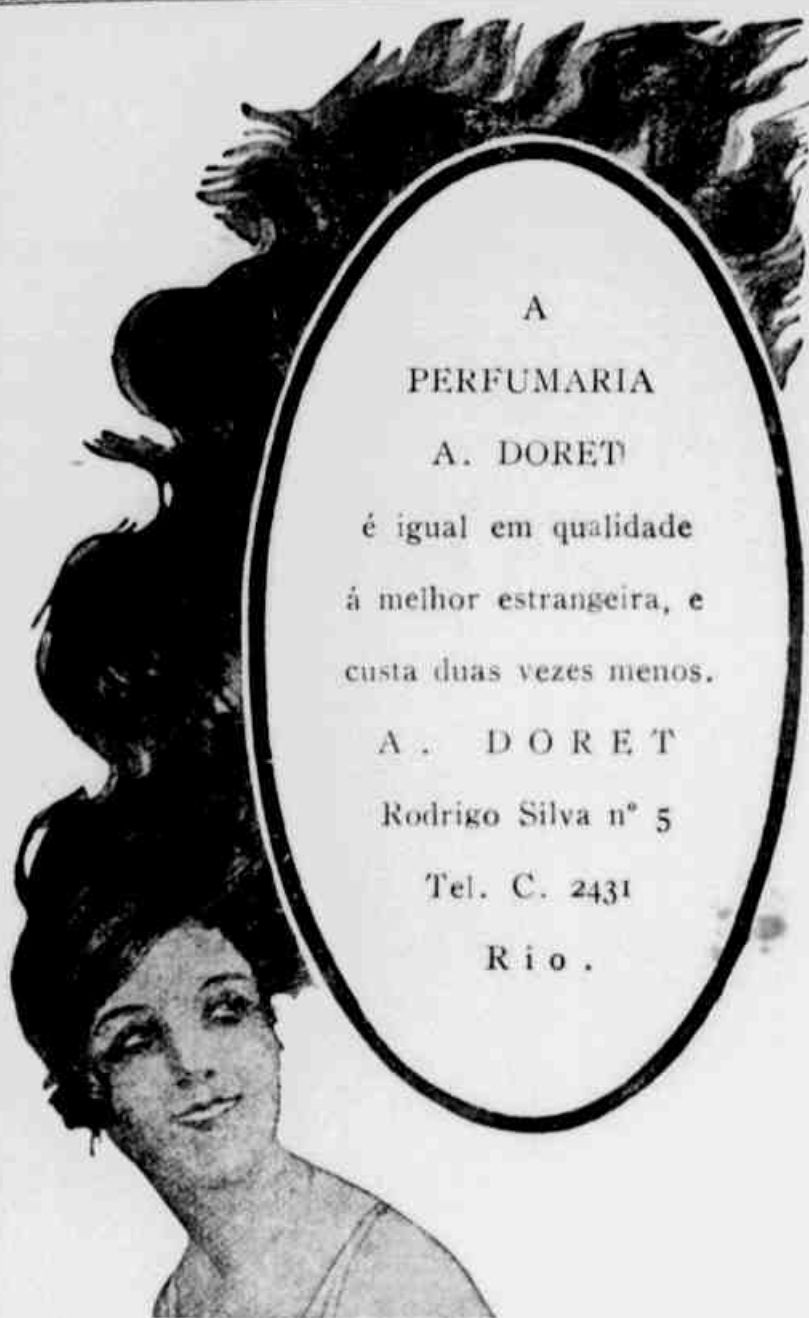 A
PERFUMARIA
A. DORET
é igual em qualidade
á melhor estrangeira, e
custa duas vezes menos.
A. DORET
Rodrigo Silva nº 5
Tel. C. 2431
Rio.